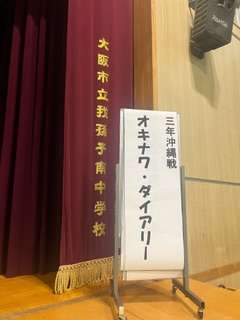 三年沖縄戦
オキナワ・ダイアリー
大阪市立我孫子南中学校